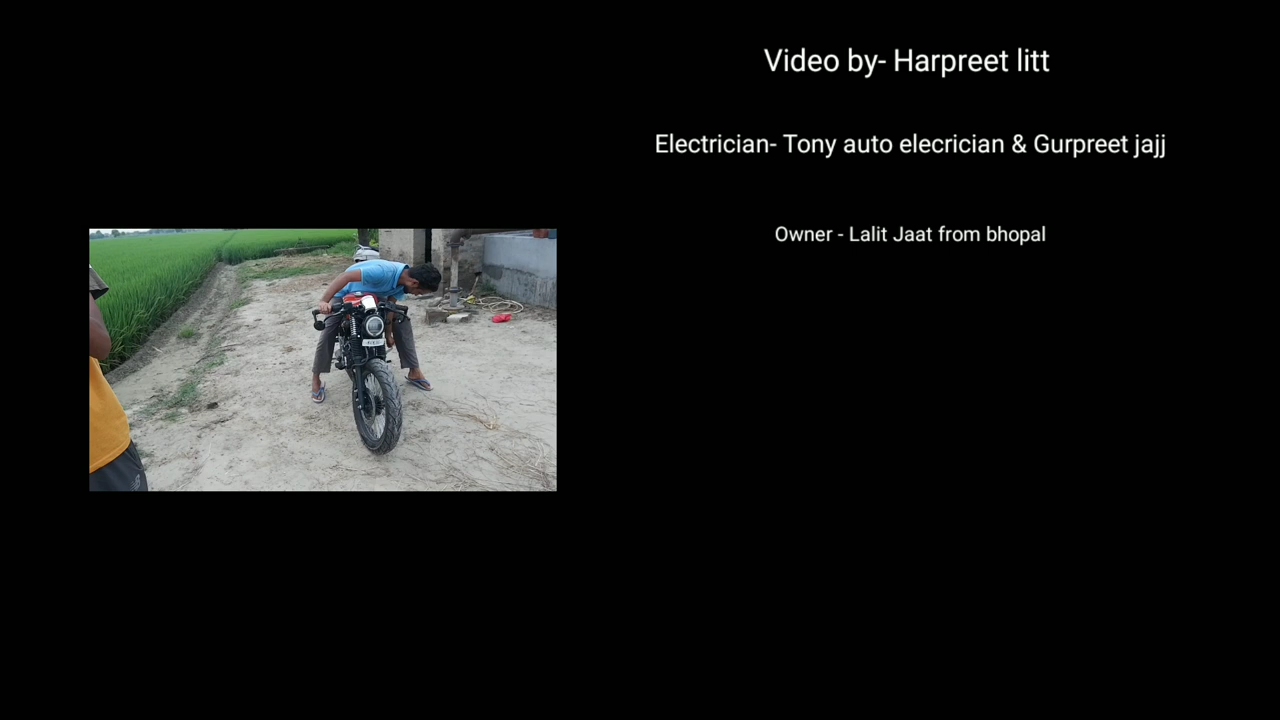 Video by- Harpreet litt
Electrician- Tony auto elecrician & Gurpreet jajj
Owner - Lalit Jaat from bhopal